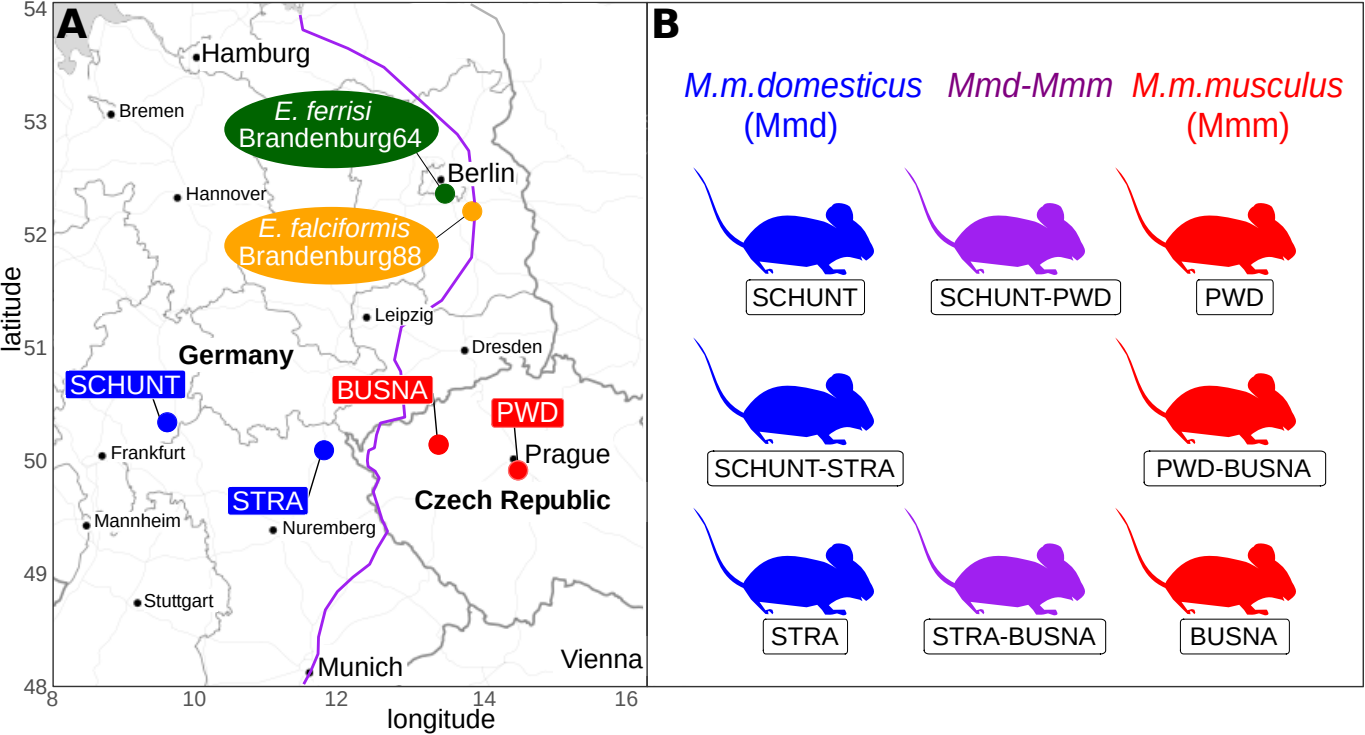 A
54
53
52
51
50
49
48
latitude
8
10
12
14
16
longitude
Hamburg
Bremen
E. ferrisi
Brandenburg64
Berlin
Hannover
E. falciformis
Brandenburg88
Leipzig
Dresden
Germany
SCHUNT
BUSNA
PWD
Frankfurt
Prague
STRA
Czech Republic
Mannheim
Nuremberg
Stuttgart
Munich
Vienna
B
M.m.domesticus
(Mmd)
Mmd-Mmm
M.m.musculus
(Mmm)
SCHUNT
SCHUNT-PWD
PWD
SCHUNT-STRA
PWD-BUSNA
STRA
STRA-BUSNA
BUSNA